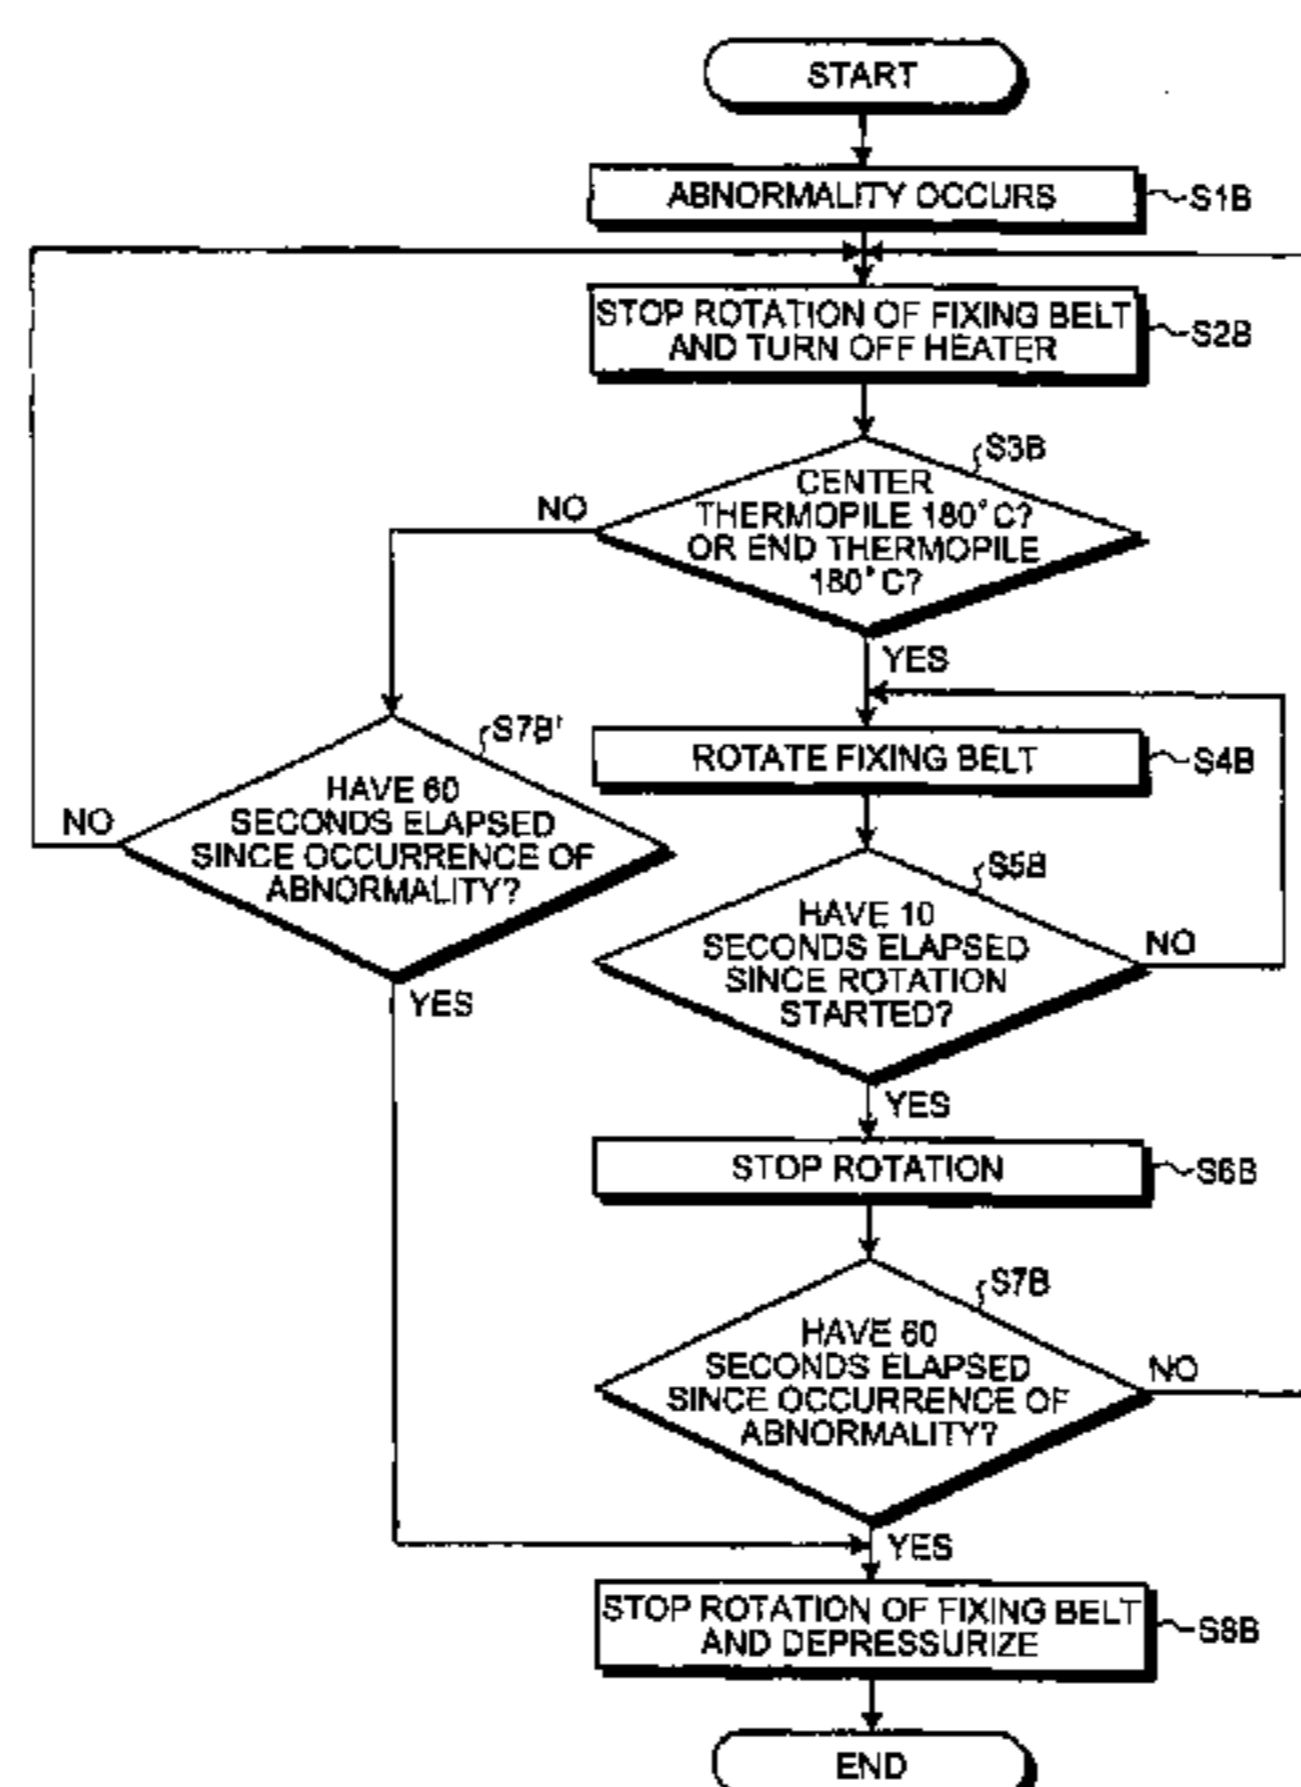 START
ABNORMALITY OCCURS
S1B
STOP ROTATION OF FIXING BELT
AND TURN OFF HEATER
S2B
S3B
CENTER
THERMOPILE 180°C?
OR END THERMOPILE
180°C?
NO
YES
S7B'
HAVE 60
SECONDS ELAPSED
SINCE OCCURRENCE OF
ABNORMALITY?
NO
YES
ROTATE FIXING BELT
S4B
S5B
HAVE 10
SECONDS ELAPSED
SINCE ROTATION
STARTED?
NO
YES
STOP ROTATION
S6B
S7B
HAVE 60
SECONDS ELAPSED
SINCE OCCURRENCE OF
ABNORMALITY?
NO
YES
STOP ROTATION OF FIXING BELT
AND DEPRESSURIZE
S8B
END